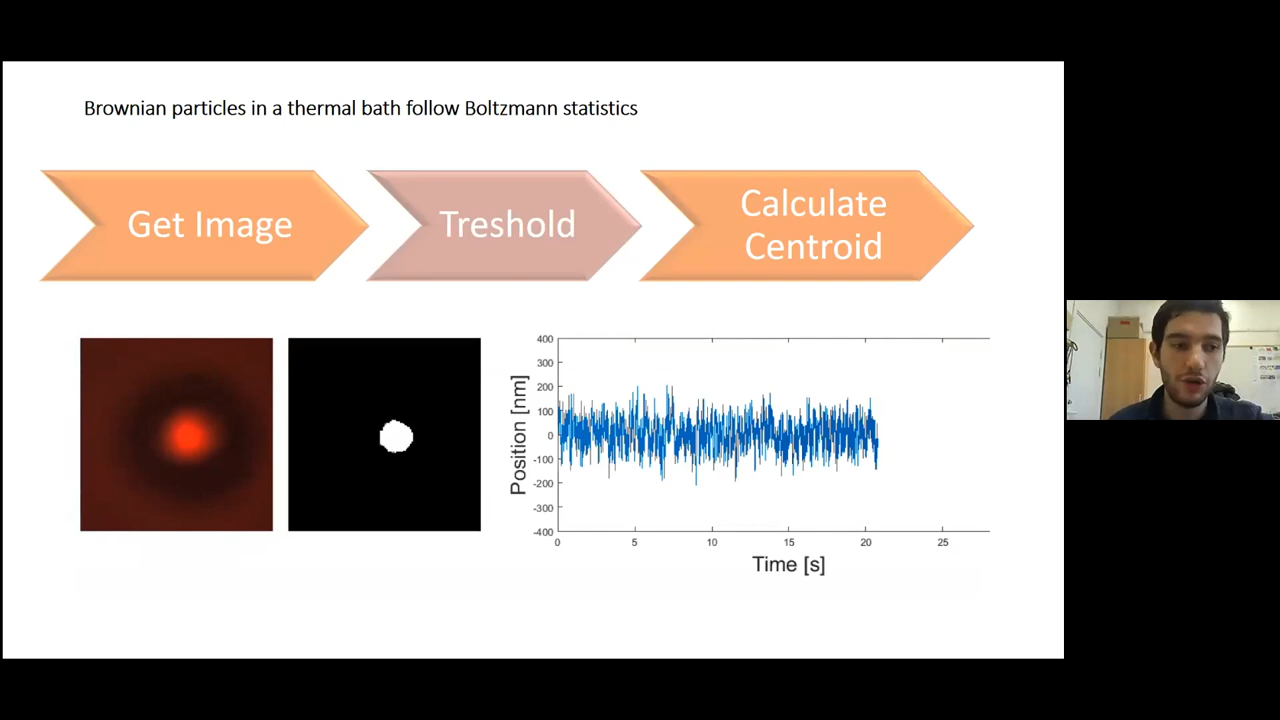 Brownian particles in a thermal bath follow Boltzmann statistics
Get Image
Treshold
Calculate
Centroid
400
300
200
100
0
-100
-200
-300
-400
Position [nm]
0
5
10
15
20
25
Time [s]